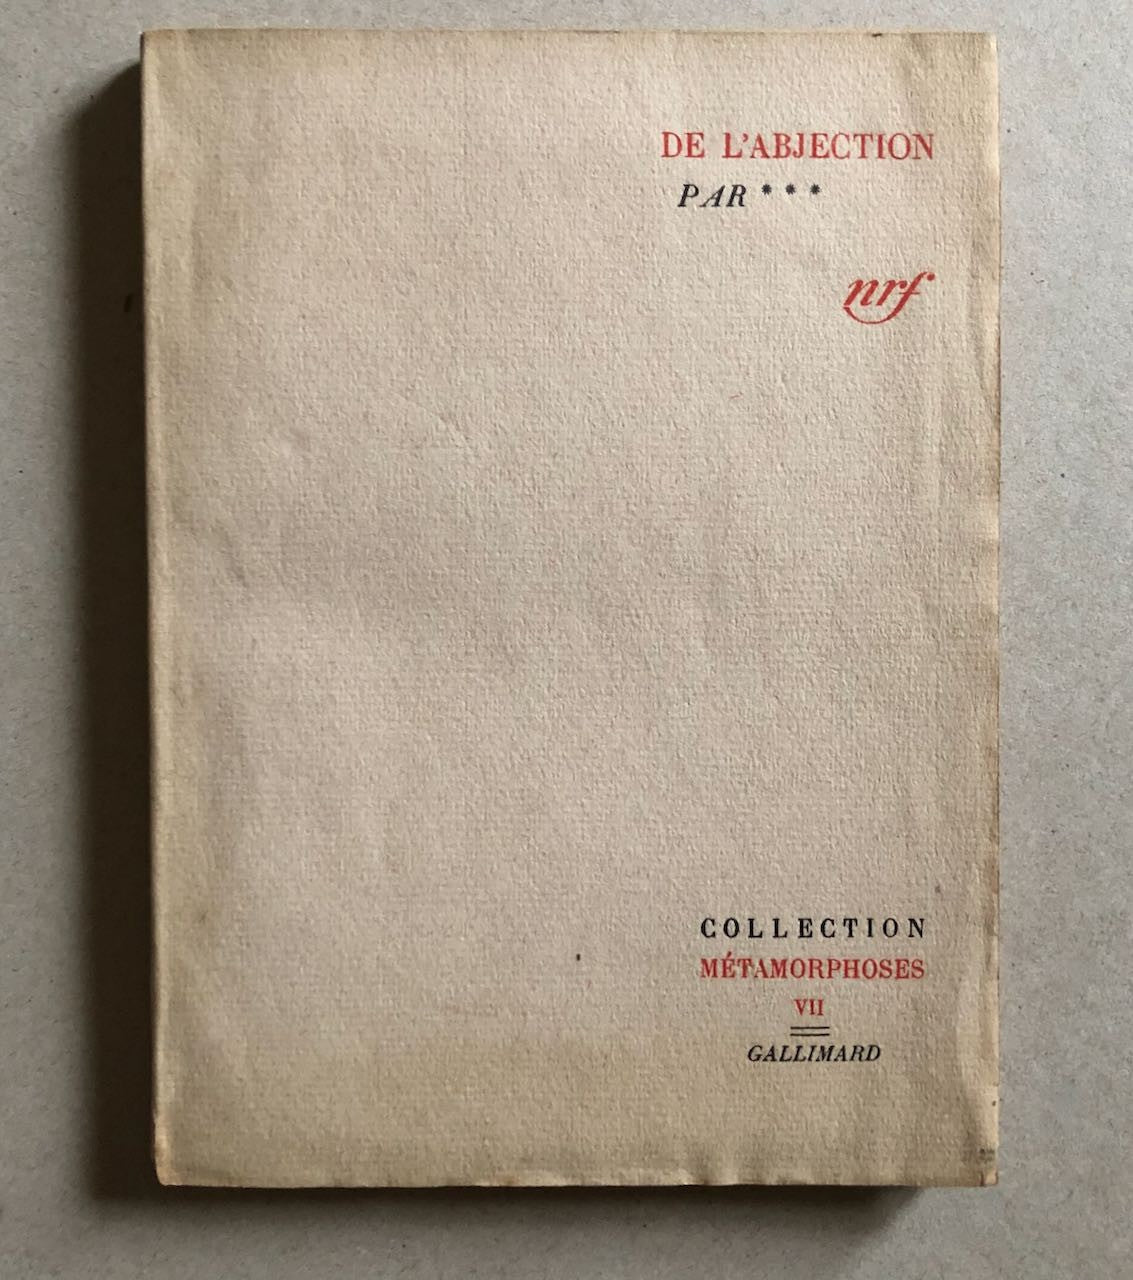 DE L'ABJECTION
PAR * * *
nrf
COLLECTION
MÉTAMORPHOSES
VII
GALLIMARD